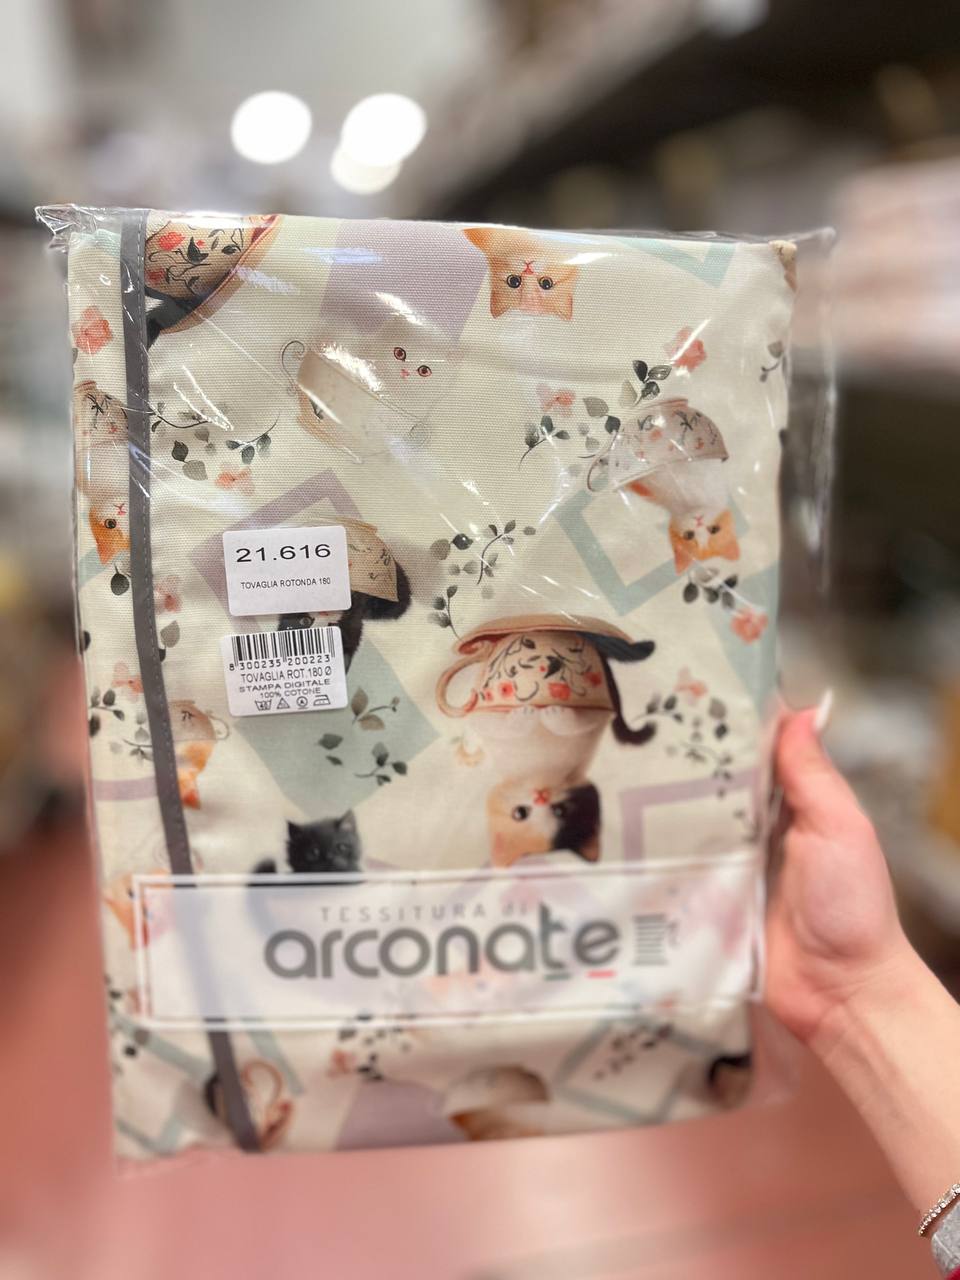 21.616
TOVAGLIA ROTONDA 180
8 300235 200223
TOVAGLIA ROT.180 Ø
STAMPA DIGITALE
100% COTONE
TESSITURA di
arconate